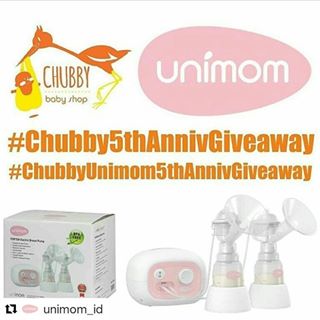 CHUBBY
baby shop
unimom
#Chubby5thAnnivGiveaway
#ChubbyUnimom5thAnnivGiveaway
unimom
unimom_id